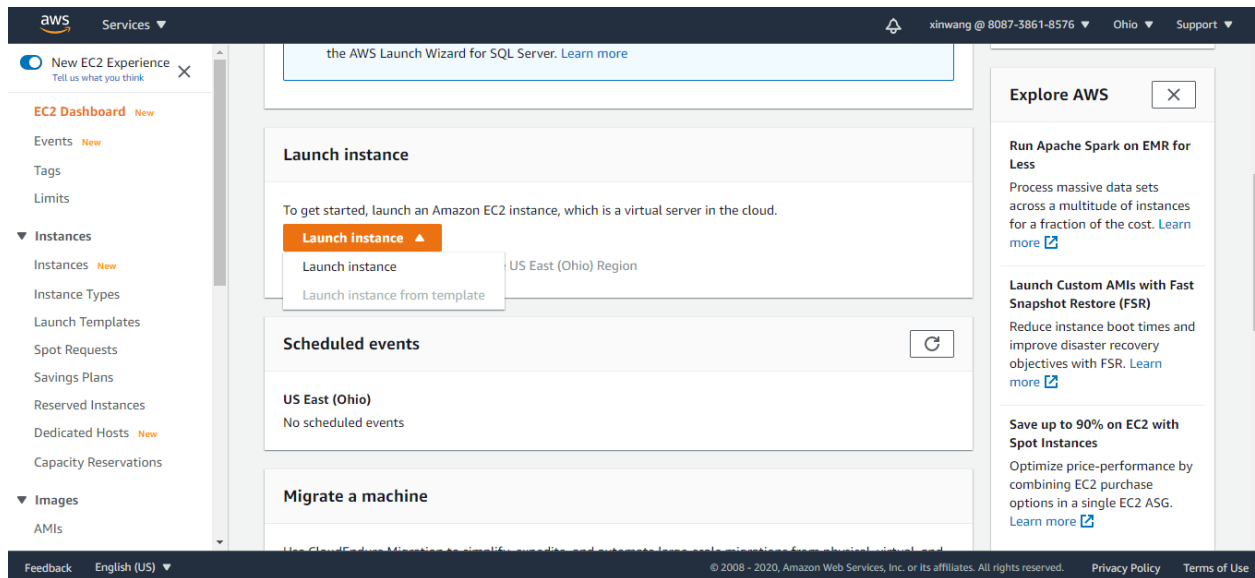 aws
Services
xinwang @ 8087-3861-8576
Ohio
Support
New EC2 Experience
Tell us what you think
EC2 Dashboard New
Events New
Tags
Limits
Instances
Instances New
Instance Types
Launch Templates
Spot Requests
Savings Plans
Reserved Instances
Dedicated Hosts New
Capacity Reservations
Images
AMIs
the AWS Launch Wizard for SQL Server. Learn more
Launch instance
To get started, launch an Amazon EC2 instance, which is a virtual server in the cloud.
Launch instance
Launch instance
US East (Ohio) Region
Launch instance from template
Scheduled events
US East (Ohio)
No scheduled events
Migrate a machine
Explore AWS
Run Apache Spark on EMR for
Less
Process massive data sets
across a multitude of instances
for a fraction of the cost. Learn
more
Launch Custom AMIs with Fast
Snapshot Restore (FSR)
Reduce instance boot times and
improve disaster recovery
objectives with FSR. Learn
more
Save up to 90% on EC2 with
Spot Instances
Optimize price-performance by
combining EC2 purchase
options in a single EC2 ASG.
Learn more
Feedback
English (US)
© 2008 - 2020, Amazon Web Services, Inc. or its affiliates. All rights reserved.
Privacy Policy
Terms of Use